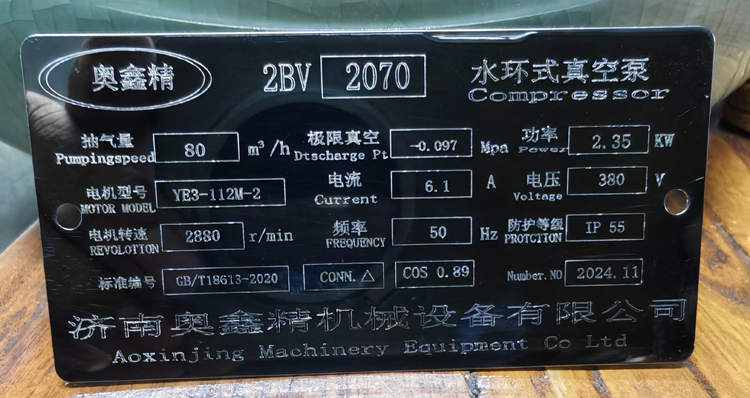 奥鑫精 2BV 2070 水环式真空泵
Compressor
抽气量 80 m³/h 极限真空 -0.097 Mpa 功率 2.35 KW
Pumpingspeed Dtscharge Pt Power
电机型号 YE3-112M-2 电流 6.1 A 电压 380 V
MOTOR MODEL Current Voltage
电机转速 2880 r/min 频率 50 Hz 防护等级 IP 55
REVOLOTION FREQUENCY PROTCTION
标准编号 GB/T18613-2020 CONN.△ COS 0.89 Number.NO 2024.11
济南奥鑫精机械设备有限公司
Aoxinjing Machinery Equipment Co Ltd